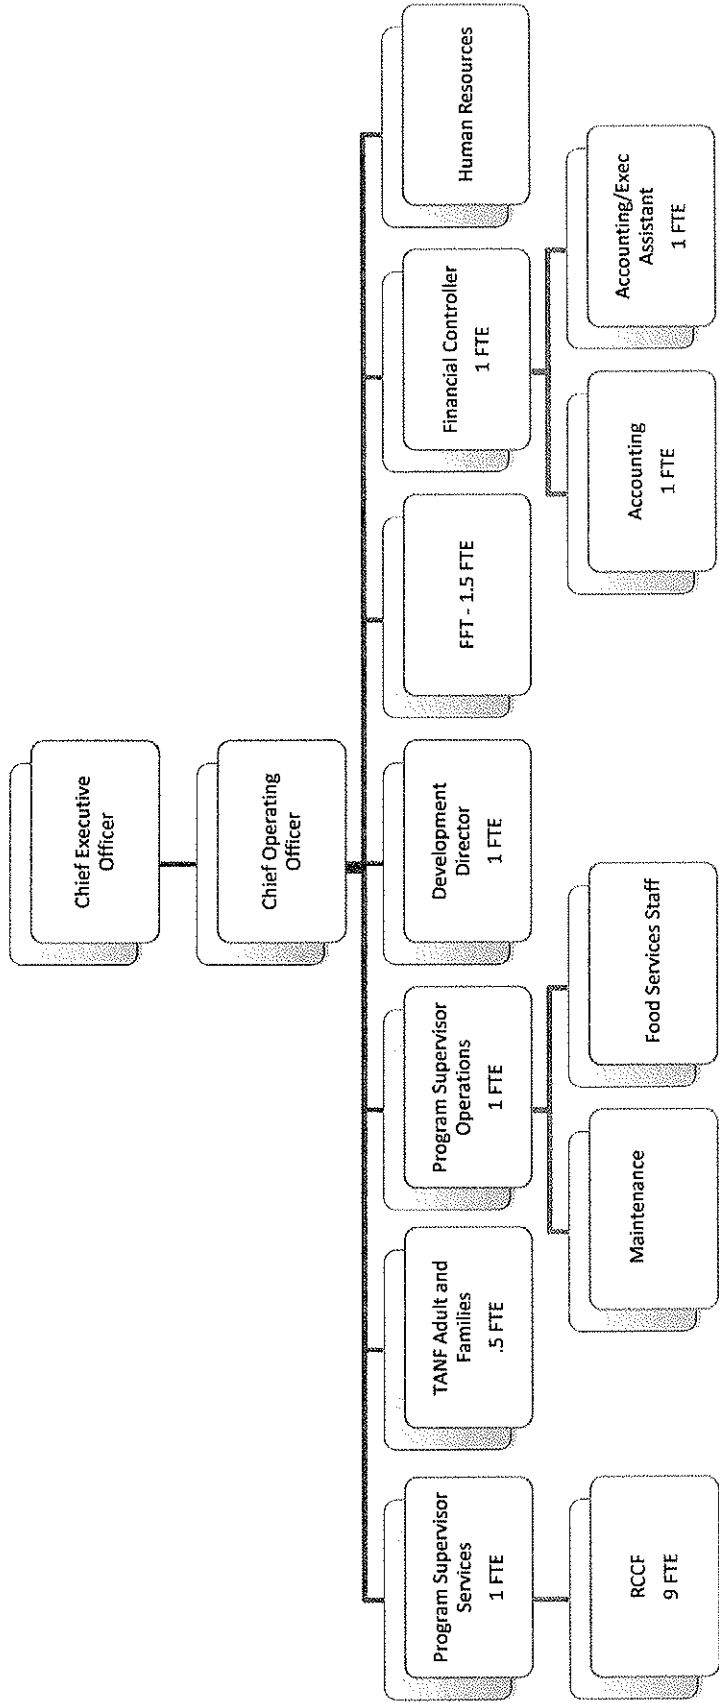 Chief Executive
Officer
Chief Operating
Officer
Program Supervisor
Services
1 FTE
TANF Adult and
Families
.5 FTE
Program Supervisor
Operations
1 FTE
Development
Director
1 FTE
FFT - 1.5 FTE
Financial Controller
1 FTE
Human Resources
RCCF
9 FTE
Maintenance
Food Services Staff
Accounting
1 FTE
Accounting/Exec
Assistant
1 FTE